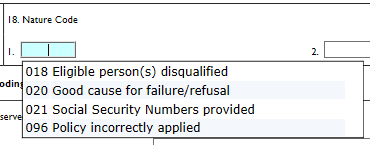 18. Nature Code
1.
2.
018 Eligible person(s) disqualified
020 Good cause for failure/refusal
021 Social Security Numbers provided
096 Policy incorrectly applied